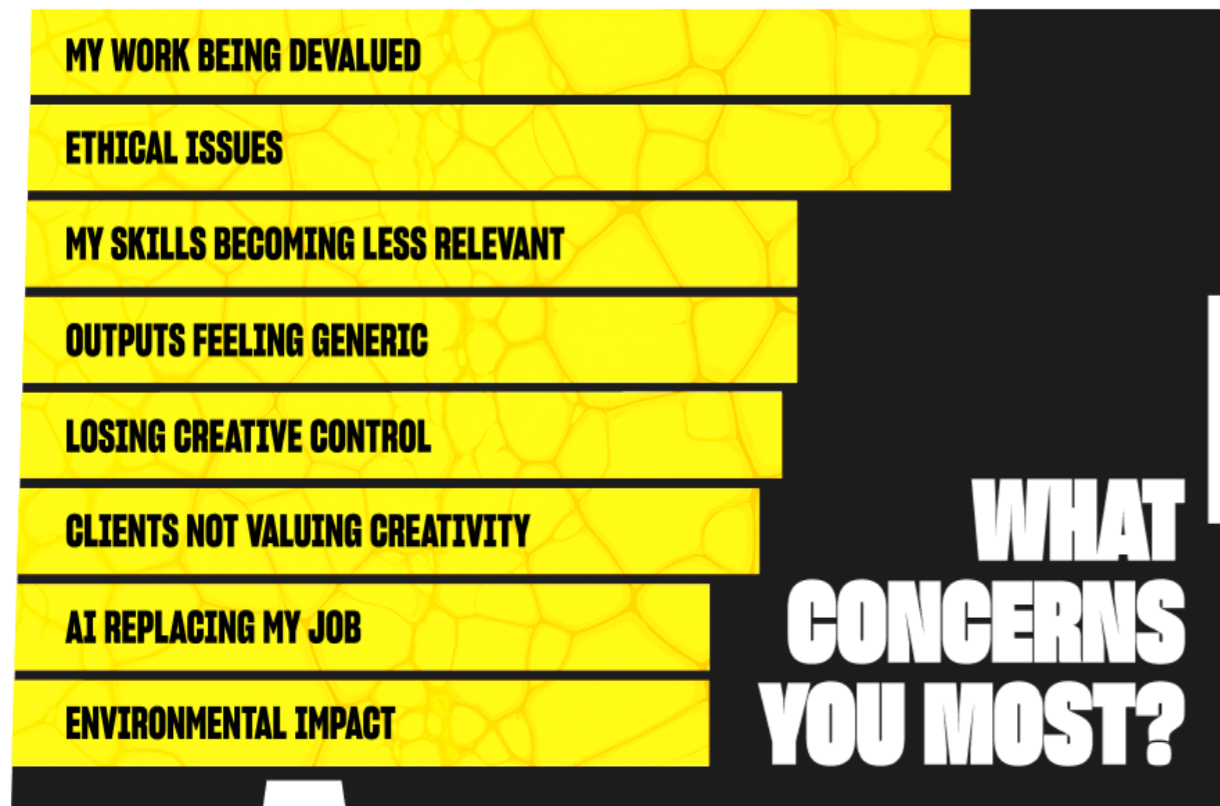 MY WORK BEING DEVALUED
ETHICAL ISSUES
MY SKILLS BECOMING LESS RELEVANT
OUTPUTS FEELING GENERIC
LOSING CREATIVE CONTROL
CLIENTS NOT VALUING CREATIVITY
AI REPLACING MY JOB
ENVIRONMENTAL IMPACT
WHAT
CONCERNS
YOU MOST?